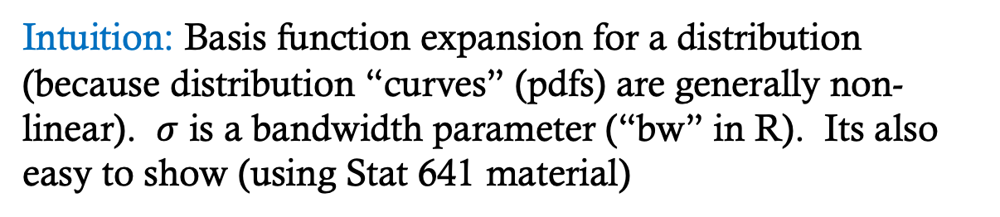 Intuition: Basis function expansion for a distribution
(because distribution “curves” (pdfs) are generally non-
linear).  σ is a bandwidth parameter (“bw” in R).  Its also
easy to show (using Stat 641 material)